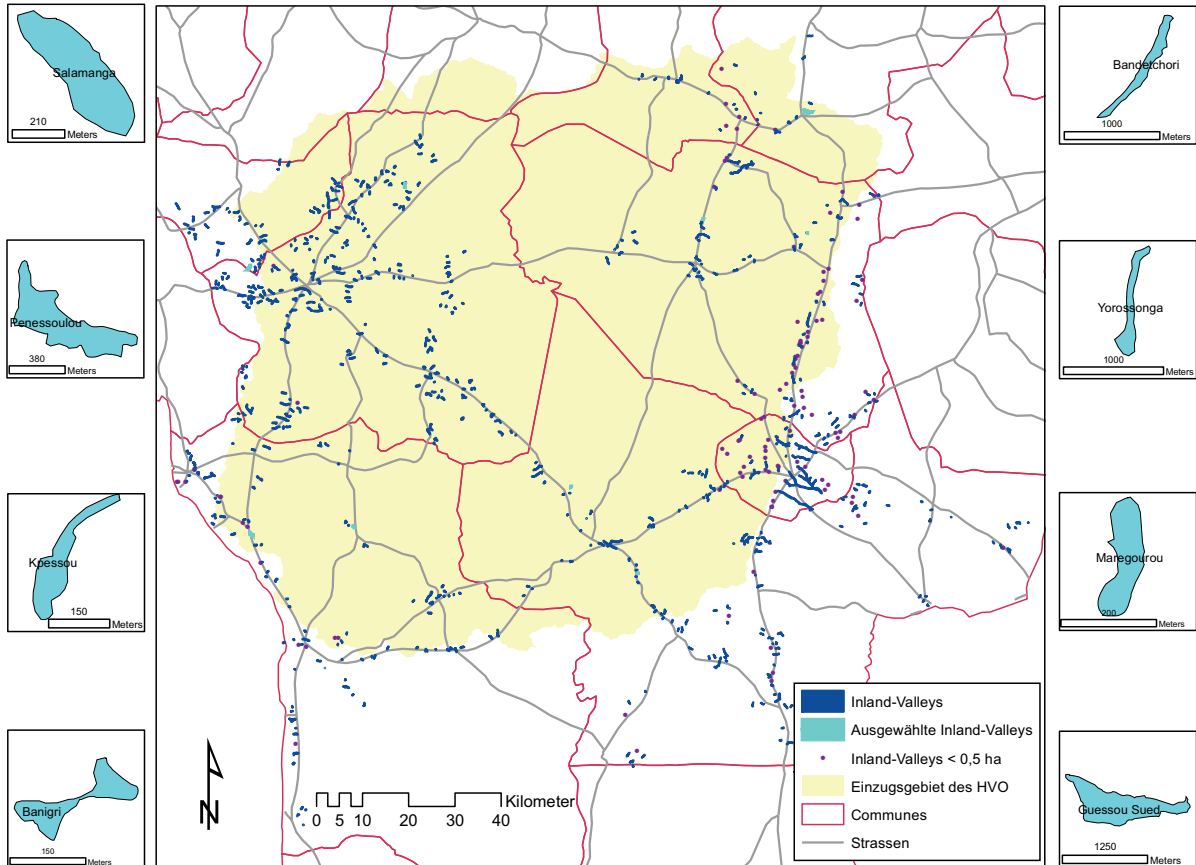 Salamanga
210 Meters
Penessoulou
380 Meters
Kpessou
150 Meters
Banigri
150 Meters
N
Kilometer
0 5 10 20 30 40
Inland-Valleys
Ausgewählte Inland-Valleys
Inland-Valleys < 0,5 ha
Einzugsgebiet des HVO
Communes
Strassen
Bandetchori
1000
Meters
Yorossonga
1000
Meters
Maregourou
200
Meters
Guessou Sued
1250
Meters